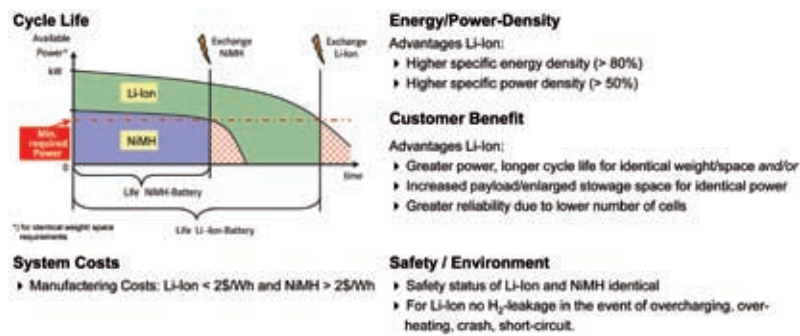 Cycle Life
Available
Power*)
kW
Exchange
NiMH
Exchange
Li-Ion
Li-Ion
NiMH
Min.
required
Power
0
time
Life NiMH-Battery
Life Li-Ion-Battery
*) for identical weight/ space
requirements
System Costs
▸ Manufactering Costs: Li-Ion < 2$/Wh and NiMH > 2$/Wh
Energy/Power-Density
Advantages Li-Ion:
▸ Higher specific energy density (> 80%)
▸ Higher specific power density (> 50%)
Customer Benefit
Advantages Li-Ion:
▸ Greater power, longer cycle life for identical weight/space and/or
▸ Increased payload/enlarged stowage space for identical power
▸ Greater reliability due to lower number of cells
Safety / Environment
▸ Safety status of Li-Ion and NiMH identical
▸ For Li-Ion no H₂-leakage in the event of overcharging, over-
heating, crash, short-circuit.